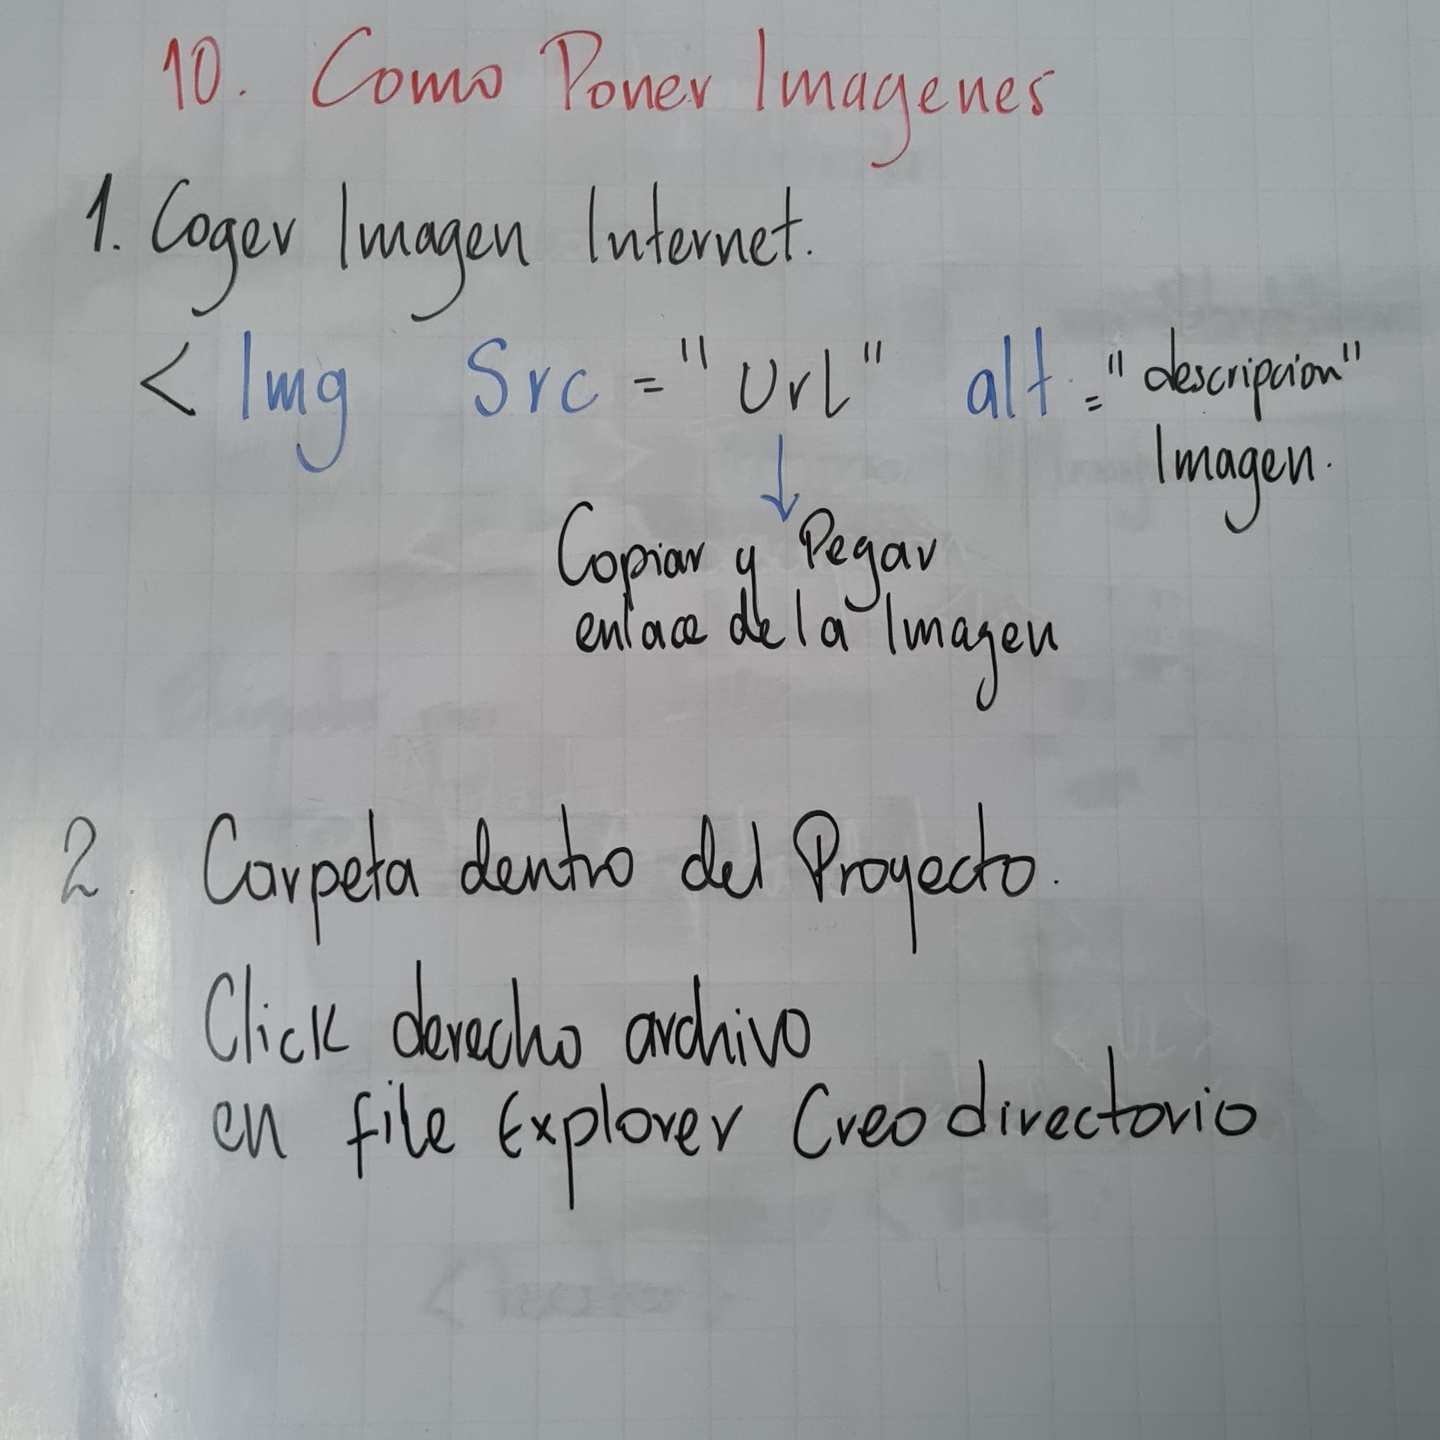 10. Como Poner Imagenes
1. Coger Imagen Internet.
< Img Src = "Url" alt = "descripcion"
Imagen.
Copiar y Pegar
enlace de la Imagen
2. Carpeta dentro del Proyecto.
Click derecho archivo
en file Explorer Creo directorio